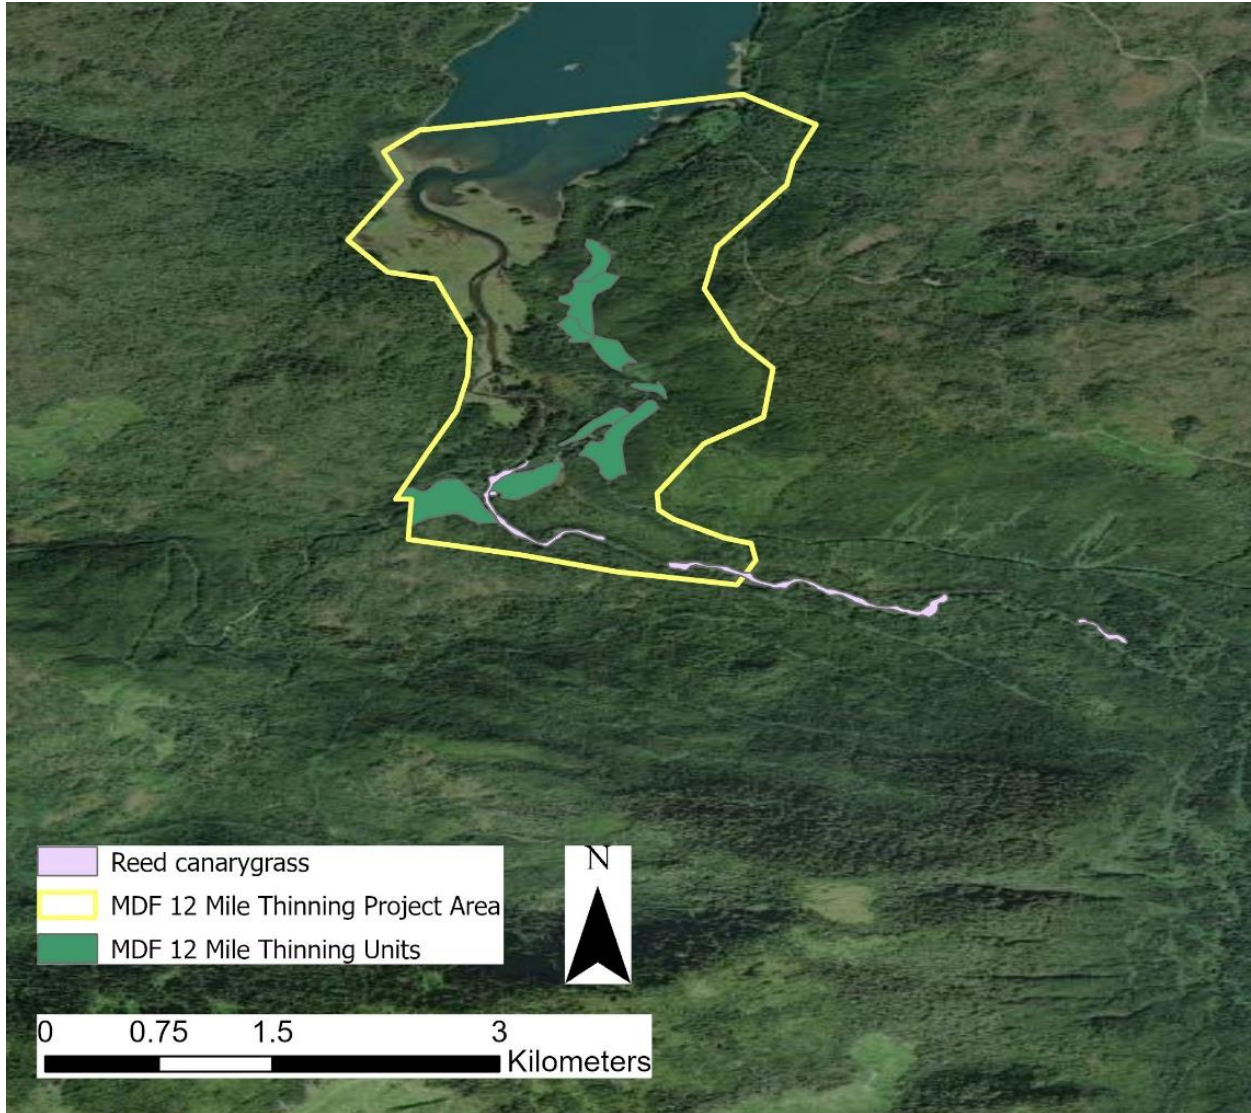 Reed canarygrass
MDF 12 Mile Thinning Project Area
MDF 12 Mile Thinning Units
N
0 0.75 1.5 3
Kilometers